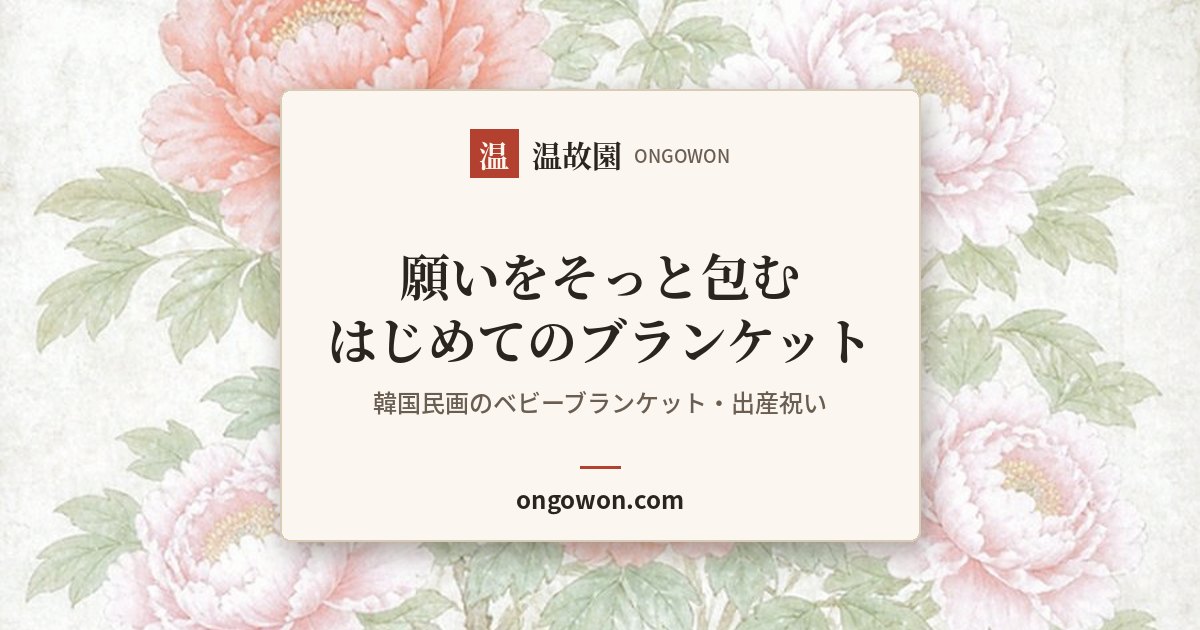 温 温故園 ONGOWON
願いをそっと包む
はじめてのブランケット
韓国民画のベビーブランケット・出産祝い
ongowon.com